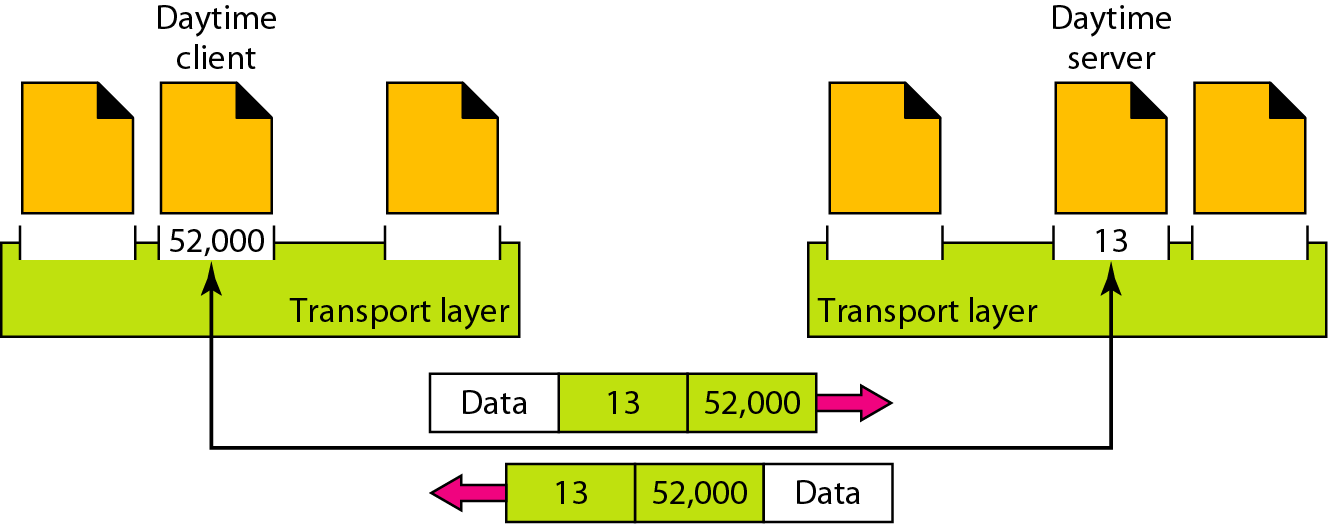 Daytime
client
Daytime
server
52,000
13
Transport layer
Transport layer
Data 13 52,000
13 52,000 Data